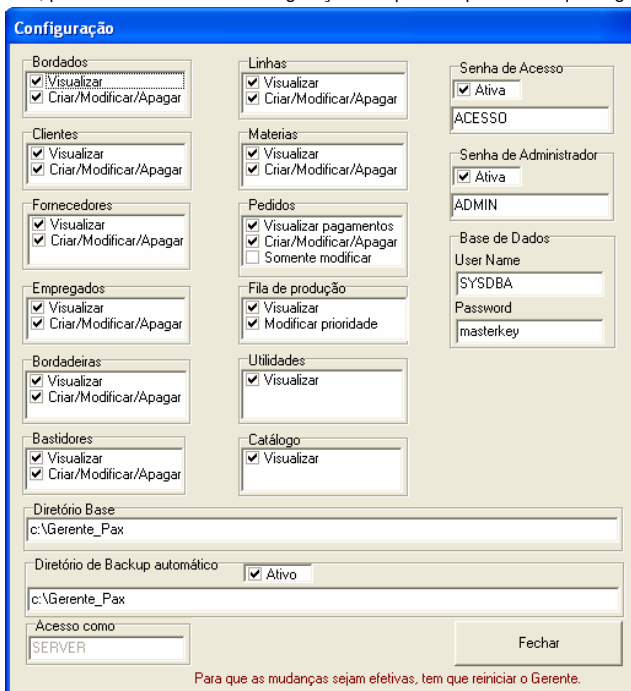 Configuração
Bordados
Visualizar
Criar/Modificar/Apagar
Clientes
Visualizar
Criar/Modificar/Apagar
Fornecedores
Visualizar
Criar/Modificar/Apagar
Empregados
Visualizar
Criar/Modificar/Apagar
Bordadeiras
Visualizar
Criar/Modificar/Apagar
Bastidores
Visualizar
Criar/Modificar/Apagar
Linhas
Visualizar
Criar/Modificar/Apagar
Materias
Visualizar
Criar/Modificar/Apagar
Pedidos
Visualizar pagamentos
Criar/Modificar/Apagar
Somente modificar
Fila de produção
Visualizar
Modificar prioridade
Utilidades
Visualizar
Catálogo
Visualizar
Senha de Acesso
Ativa
ACESSO
Senha de Administrador
Ativa
ADMIN
Base de Dados
User Name
SYSDBA
Password
masterkey
Diretório Base
c:\Gerente_Pax
Diretório de Backup automático
Ativo
c:\Gerente_Pax
Acesso como
SERVER
Fechar
Para que as mudanças sejam efetivas, tem que reiniciar o Gerente.